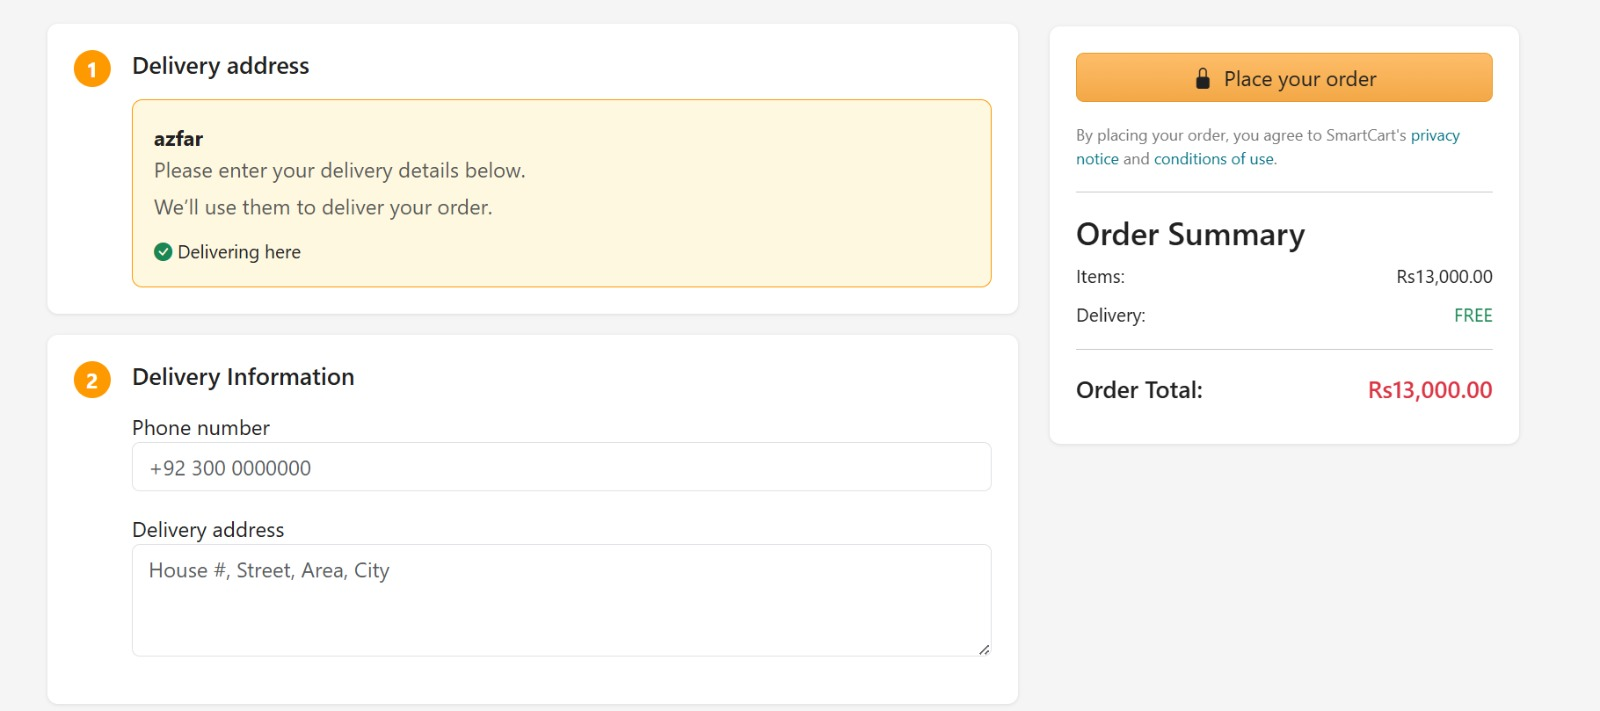 1
Delivery address
azfar
Please enter your delivery details below.
We’ll use them to deliver your order.
Delivering here
2
Delivery Information
Phone number
+92 300 0000000
Delivery address
House #, Street, Area, City
Place your order
By placing your order, you agree to SmartCart's privacy
notice and conditions of use.
Order Summary
Items: Rs13,000.00
Delivery: FREE
Order Total: Rs13,000.00